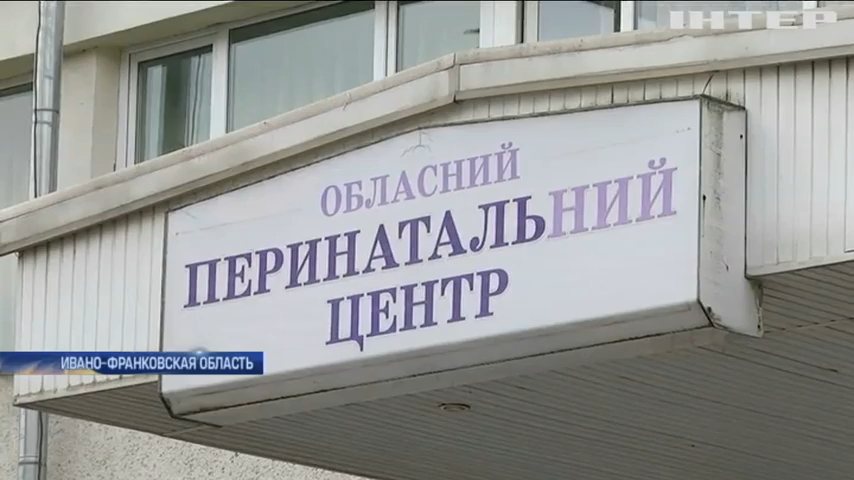 ІНТЕР
ОБЛАСНИЙ
ПЕРИНАТАЛЬНИЙ
ЦЕНТР
ИВАНО-ФРАНКОВСКАЯ ОБЛАСТЬ